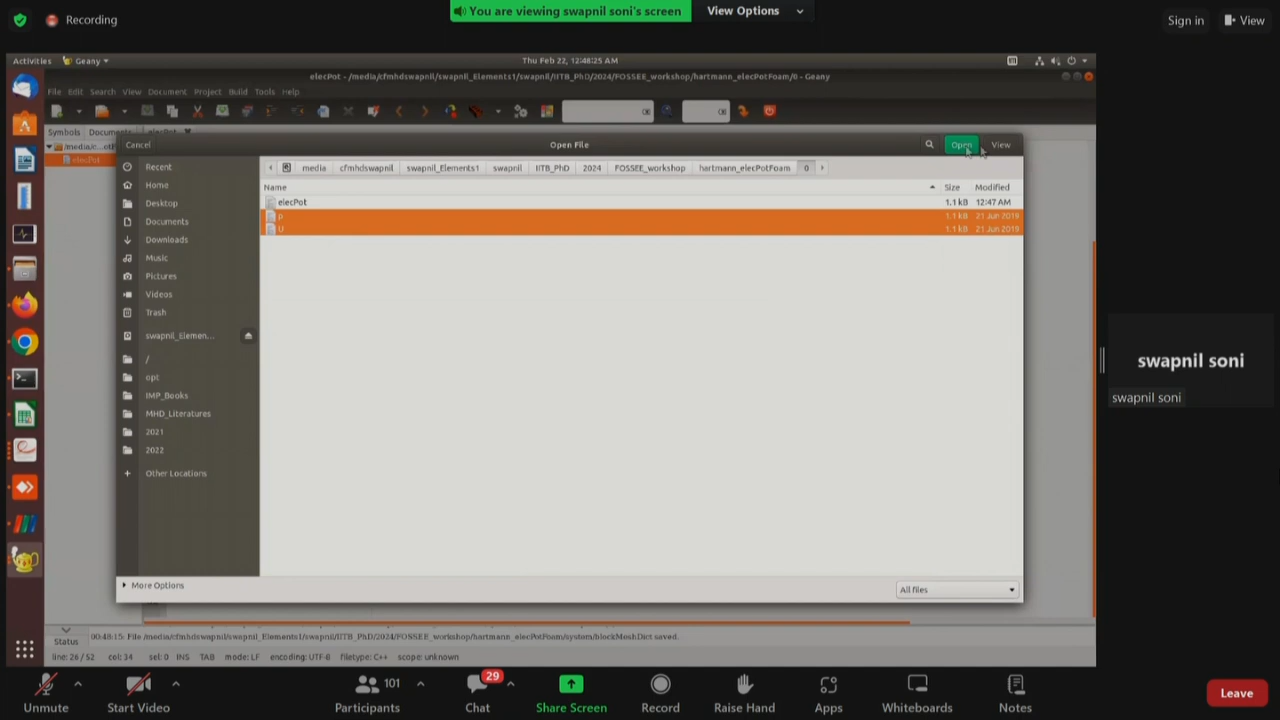 Recording
You are viewing swapnil soni's screen
View Options
Sign in
View
Activities
Geany
Thu Feb 22, 12:48:25 AM
elecPot - /media/cfmhdswapnil/swapnil_Elements1/swapnil/IITB_PhD/2024/FOSSEE_workshop/hartmann_elecPotFoam/0 - Geany
File Edit Search View Document Project Build Tools Help
Symbols
elecPot
Cancel
Open File
Open
View
Recent
Home
Desktop
Documents
Downloads
Music
Pictures
Videos
Trash
swapnil_Elemen...
/
opt
IMP_Books
MHD_Literatures
2021
2022
+ Other Locations
media cfmhdswapnil swapnil_Elements1 swapnil IITB_PhD 2024 FOSSEE_workshop hartmann_elecPotFoam 0
Name Size Modified
elecPot 1.1 kB 12:47 AM
p 1.1 kB 21 Jun 2019
U 1.1 kB 21 Jun 2019
More Options
All files
Status
00:48:15: File /media/cfmhdswapnil/swapnil_Elements1/swapnil/IITB_PhD/2024/FOSSEE_workshop/hartmann_elecPotFoam/system/blockMeshDict saved.
line: 26 / 52 col: 34 sel: 0 INS TAB mode: LF encoding: UTF-8 filetype: C++ scope: unknown
swapnil soni
swapnil soni
Unmute
Start Video
101
Participants
29
Chat
Share Screen
Record
Raise Hand
Apps
Whiteboards
Notes
Leave